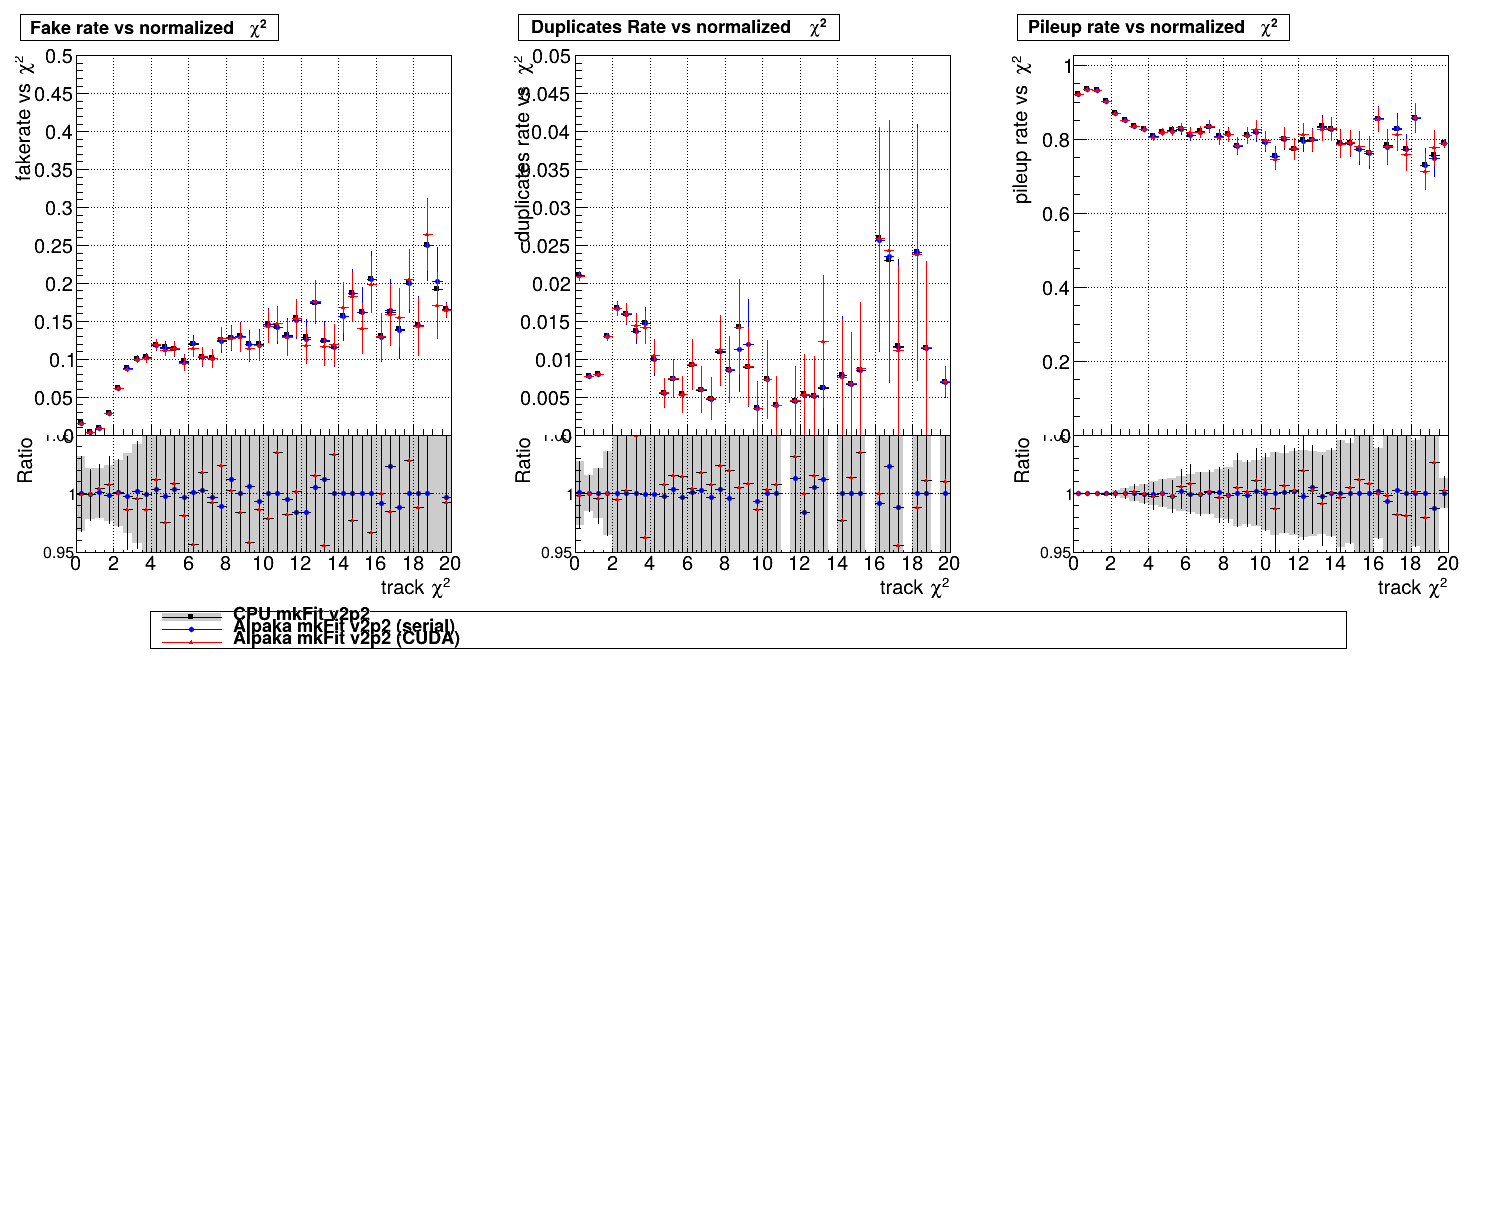 Fake rate vs normalized χ²
fakerate vs χ²
0.5
0.45
0.4
0.35
0.3
0.25
0.2
0.15
0.1
0.05
0
Ratio
1
0.95
0 2 4 6 8 10 12 14 16 18 20
track χ²
Duplicates Rate vs normalized χ²
duplicates rate vs χ²
0.05
0.045
0.04
0.035
0.03
0.025
0.02
0.015
0.01
0.005
0
Ratio
1
0.95
0 2 4 6 8 10 12 14 16 18 20
track χ²
Pileup rate vs normalized χ²
pileup rate vs χ²
1
0.8
0.6
0.4
0.2
0
Ratio
1
0.95
0 2 4 6 8 10 12 14 16 18 20
track χ²
CPU mkFit v2p2
Alpaka mkFit v2p2 (serial)
Alpaka mkFit v2p2 (CUDA)